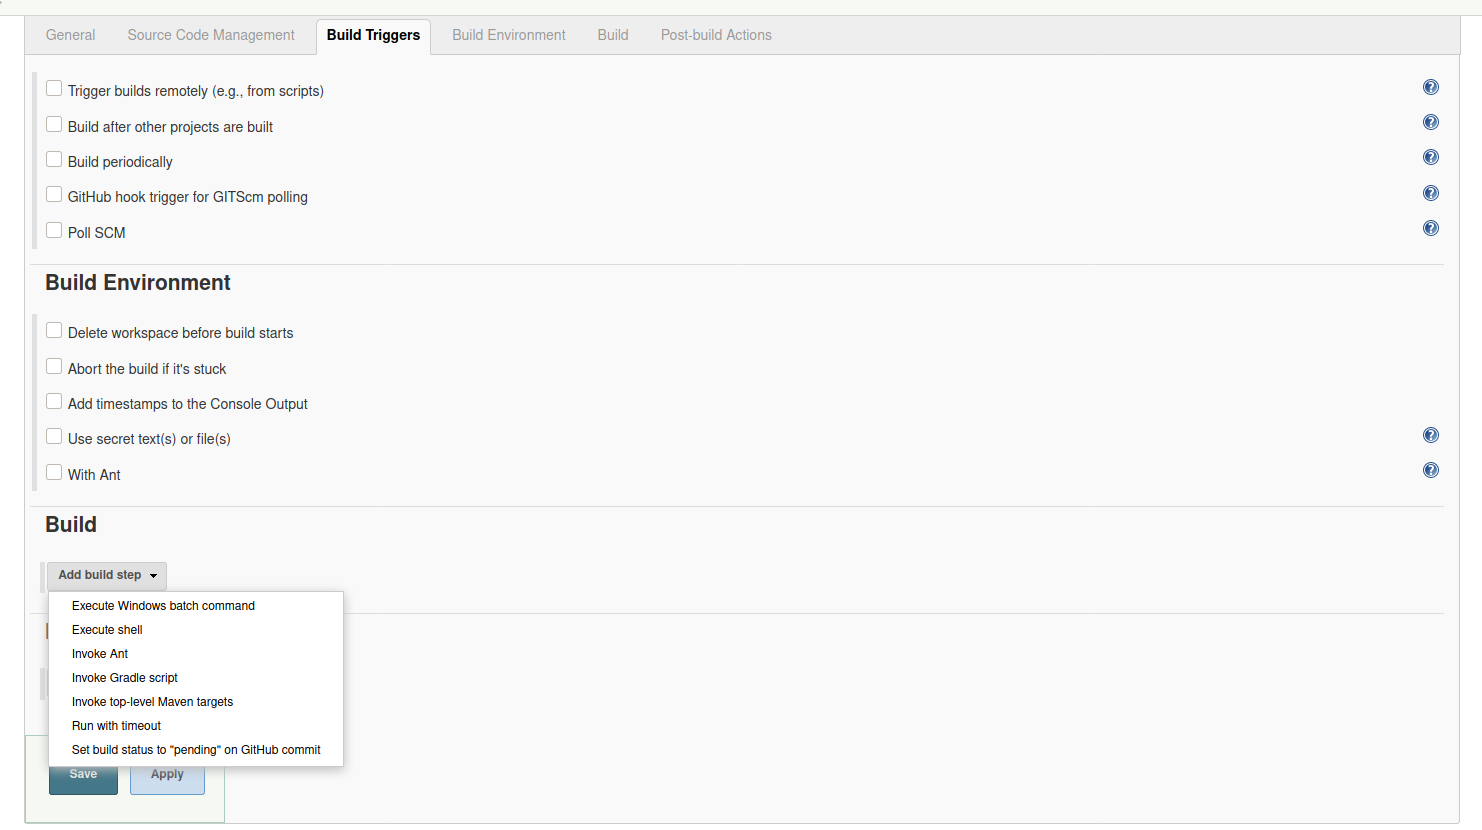 General Source Code Management Build Triggers Build Environment Build Post-build Actions
Trigger builds remotely (e.g., from scripts)
Build after other projects are built
Build periodically
GitHub hook trigger for GITScm polling
Poll SCM
Build Environment
Delete workspace before build starts
Abort the build if it's stuck
Add timestamps to the Console Output
Use secret text(s) or file(s)
With Ant
Build
Add build step
Execute Windows batch command
Execute shell
Invoke Ant
Invoke Gradle script
Invoke top-level Maven targets
Run with timeout
Set build status to "pending" on GitHub commit
Save Apply